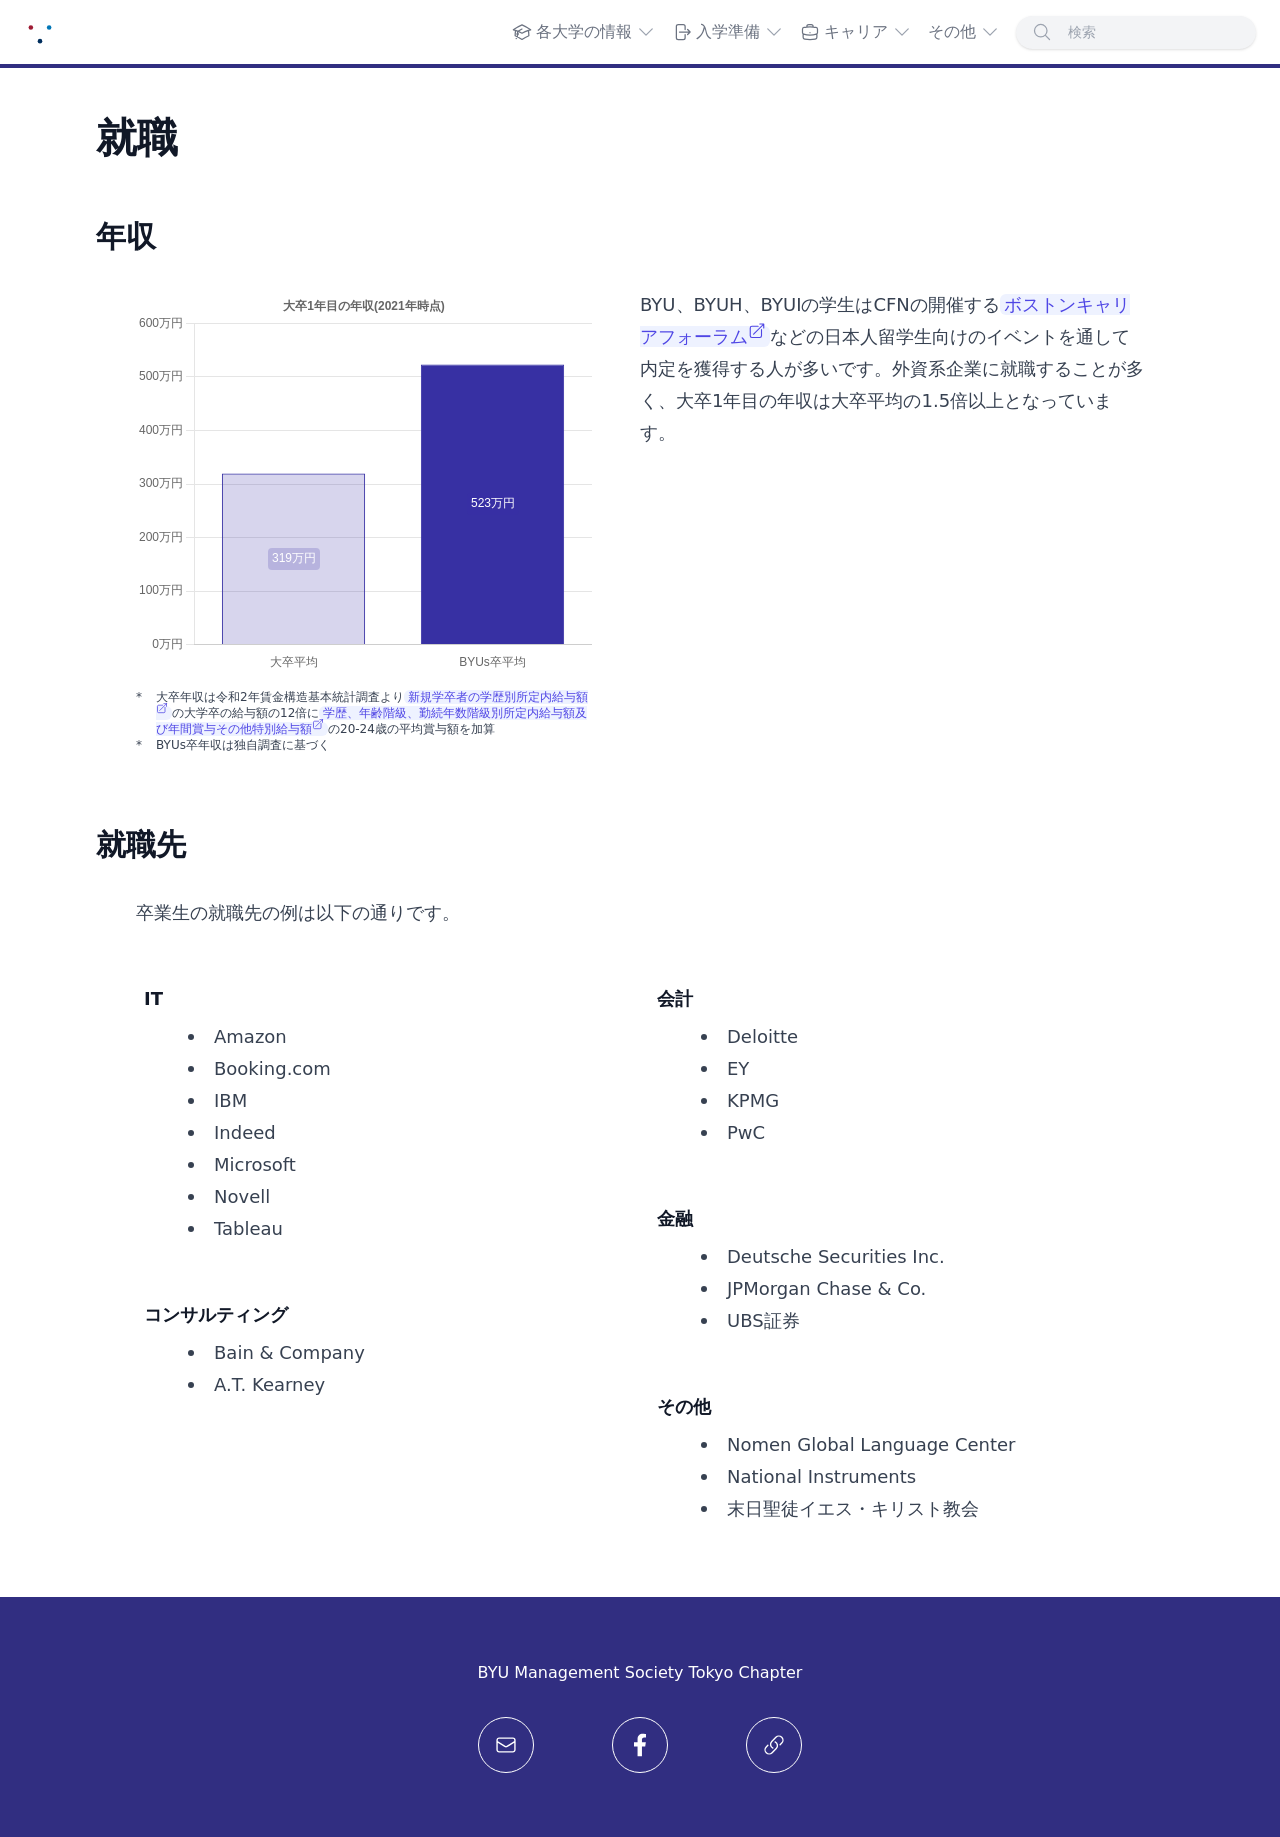 各大学の情報 入学準備 キャリア その他 検索
就職
年収
大卒1年目の年収(2021年時点)
600万円
500万円
400万円
300万円
200万円
100万円
0万円
319万円
523万円
大卒平均 BYUs卒平均
* 大卒年収は令和2年賃金構造基本統計調査より 新規学卒者の学歴別所定内給与額
の大学卒の給与額の12倍に 学歴、年齢階級、勤続年数階級別所定内給与額及
び年間賞与その他特別給与額 の20-24歳の平均賞与額を加算
* BYUs卒年収は独自調査に基づく
BYU、BYUH、BYUIの学生はCFNの開催する ボストンキャリ
アフォーラム などの日本人留学生向けのイベントを通して
内定を獲得する人が多いです。外資系企業に就職することが多
く、大卒1年目の年収は大卒平均の1.5倍以上となっていま
す。
就職先
卒業生の就職先の例は以下の通りです。
IT
• Amazon
• Booking.com
• IBM
• Indeed
• Microsoft
• Novell
• Tableau
コンサルティング
• Bain & Company
• A.T. Kearney
会計
• Deloitte
• EY
• KPMG
• PwC
金融
• Deutsche Securities Inc.
• JPMorgan Chase & Co.
• UBS証券
その他
• Nomen Global Language Center
• National Instruments
• 末日聖徒イエス・キリスト教会
BYU Management Society Tokyo Chapter